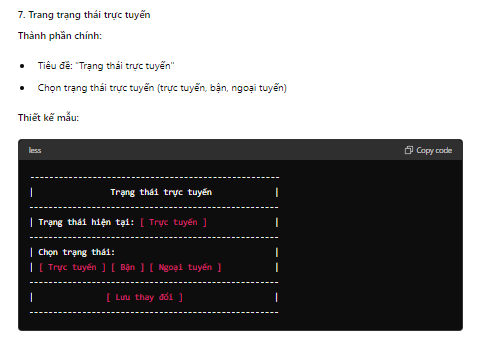 7. Trang trạng thái trực tuyến
Thành phần chính:
• Tiêu đề: "Trạng thái trực tuyến"
• Chọn trạng thái trực tuyến (trực tuyến, bận, ngoại tuyến)
Thiết kế mẫu:
less Copy code
---------------------------------------------------
| Trạng thái trực tuyến |
---------------------------------------------------
| Trạng thái hiện tại: [ Trực tuyến ] |
---------------------------------------------------
| Chọn trạng thái: |
| [ Trực tuyến ] [ Bận ] [ Ngoại tuyến ] |
---------------------------------------------------
| [ Lưu thay đổi ] |
---------------------------------------------------